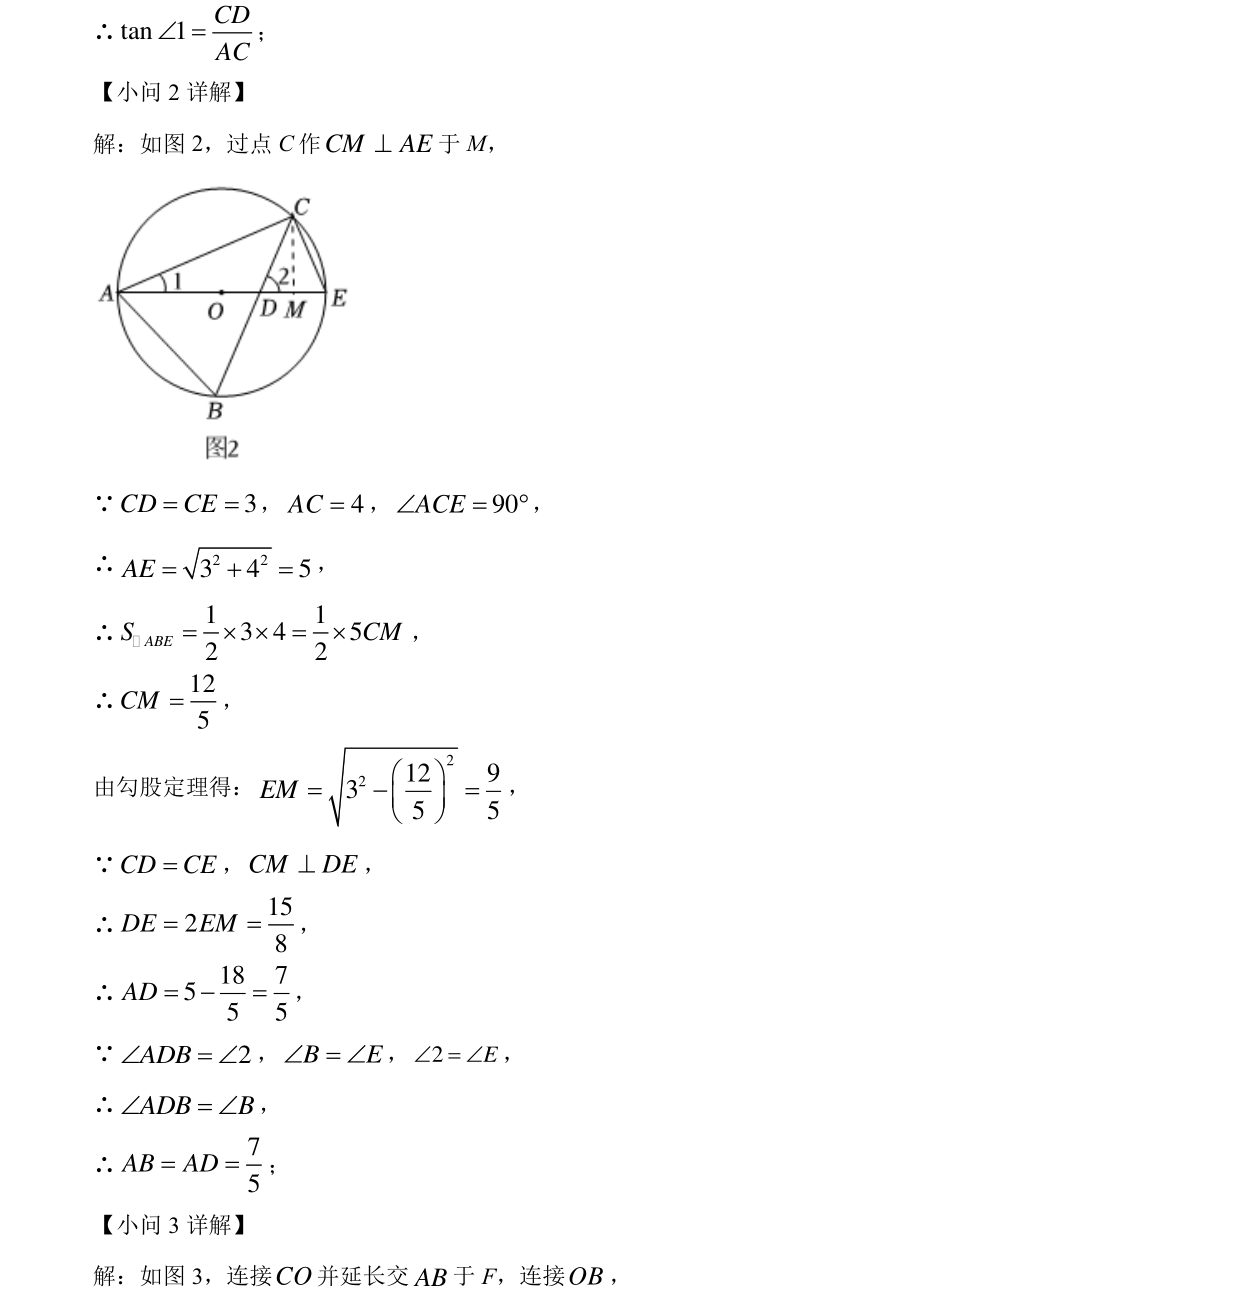 ∴ tan ∠1 = CD/AC；
【小问 2 详解】
解：如图 2，过点 C 作 CM ⊥ AE 于 M，
C
1
2
A
O
D
M
E
B
图2
∵ CD = CE = 3， AC = 4， ∠ACE = 90°，
∴ AE = √(3² + 4²) = 5，
∴ S▯ABE = 1/2 × 3 × 4 = 1/2 × 5CM ，
∴ CM = 12/5，
由勾股定理得： EM = √(3² − (12/5)²) = 9/5，
∵ CD = CE， CM ⊥ DE，
∴ DE = 2EM = 15/8，
∴ AD = 5 − 18/5 = 7/5，
∵ ∠ADB = ∠2， ∠B = ∠E， ∠2 = ∠E，
∴ ∠ADB = ∠B，
∴ AB = AD = 7/5；
【小问 3 详解】
解：如图 3，连接 CO 并延长交 AB 于 F，连接 OB，